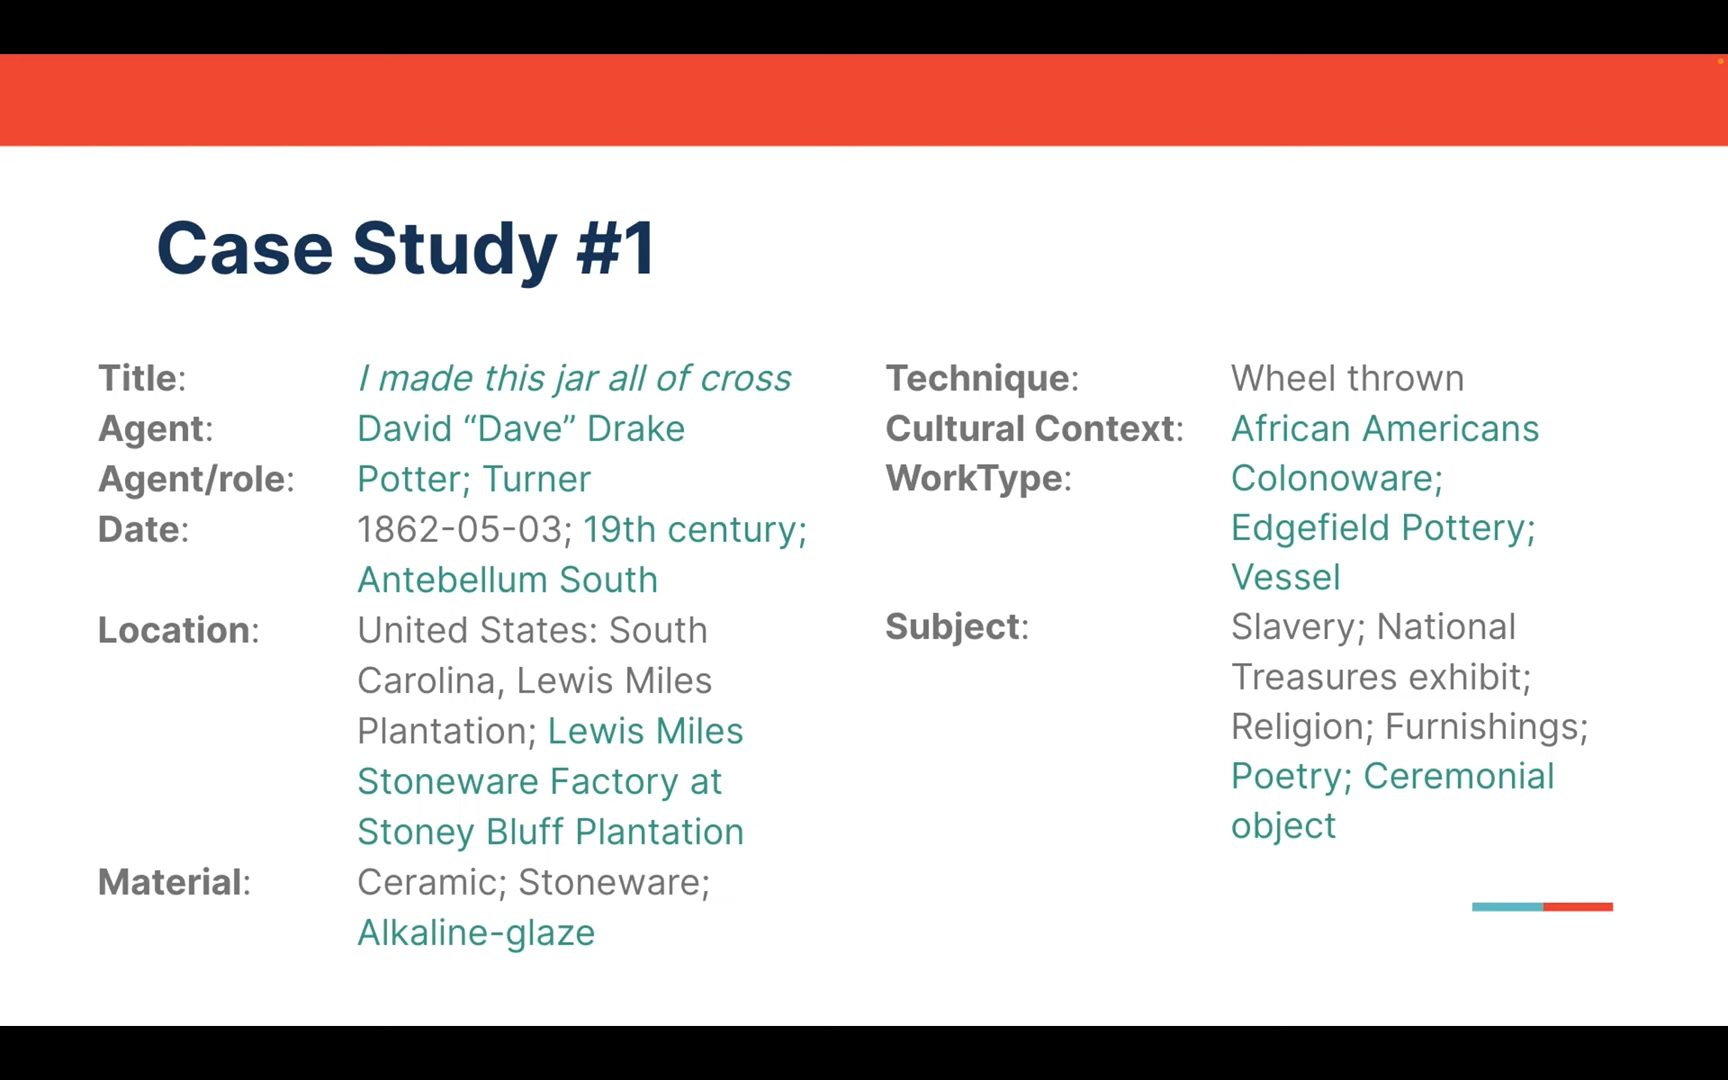 Case Study #1
Title: I made this jar all of cross
Agent: David “Dave” Drake
Agent/role: Potter; Turner
Date: 1862-05-03; 19th century;
Antebellum South
Location: United States: South
Carolina, Lewis Miles
Plantation; Lewis Miles
Stoneware Factory at
Stoney Bluff Plantation
Material: Ceramic; Stoneware;
Alkaline-glaze
Technique: Wheel thrown
Cultural Context: African Americans
WorkType: Colonoware;
Edgefield Pottery;
Vessel
Subject: Slavery; National
Treasures exhibit;
Religion; Furnishings;
Poetry; Ceremonial
object